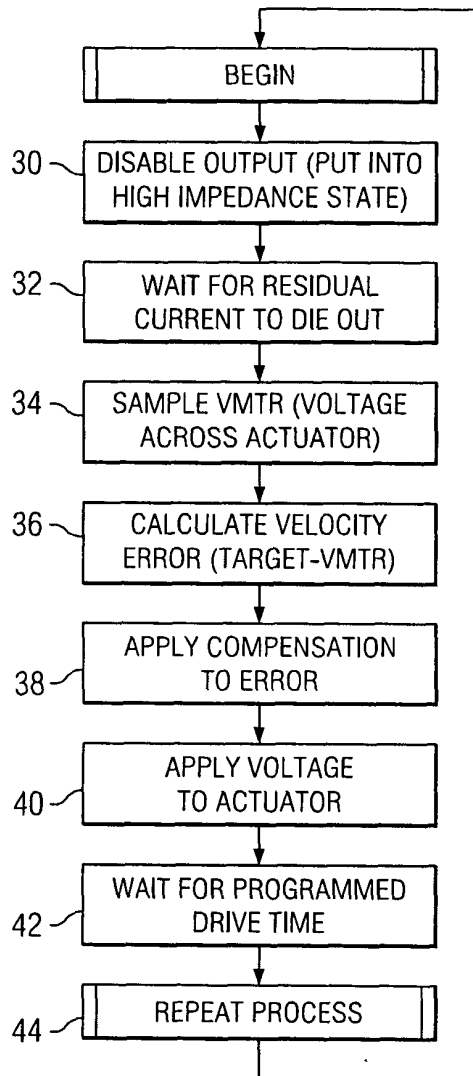 BEGIN
30
DISABLE OUTPUT (PUT INTO
HIGH IMPEDANCE STATE)
32
WAIT FOR RESIDUAL
CURRENT TO DIE OUT
34
SAMPLE VMTR (VOLTAGE
ACROSS ACTUATOR)
36
CALCULATE VELOCITY
ERROR (TARGET-VMTR)
38
APPLY COMPENSATION
TO ERROR
40
APPLY VOLTAGE
TO ACTUATOR
42
WAIT FOR PROGRAMMED
DRIVE TIME
44
REPEAT PROCESS